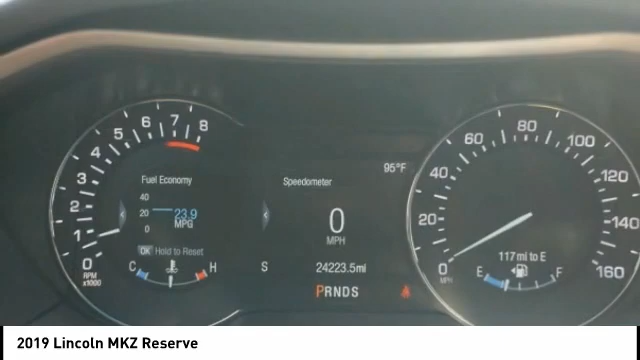 8
7
6
5
4
3
2
1
0
RPM
x1000
Fuel Economy
40
20
0
23.9
MPG
OK Hold to Reset
C H
Speedometer
0
MPH
95°F
S 24223.5mi
PRNDS
0
20
40
60
80
100
120
140
160
MPH
117 mi to E
E F
2019 Lincoln MKZ Reserve